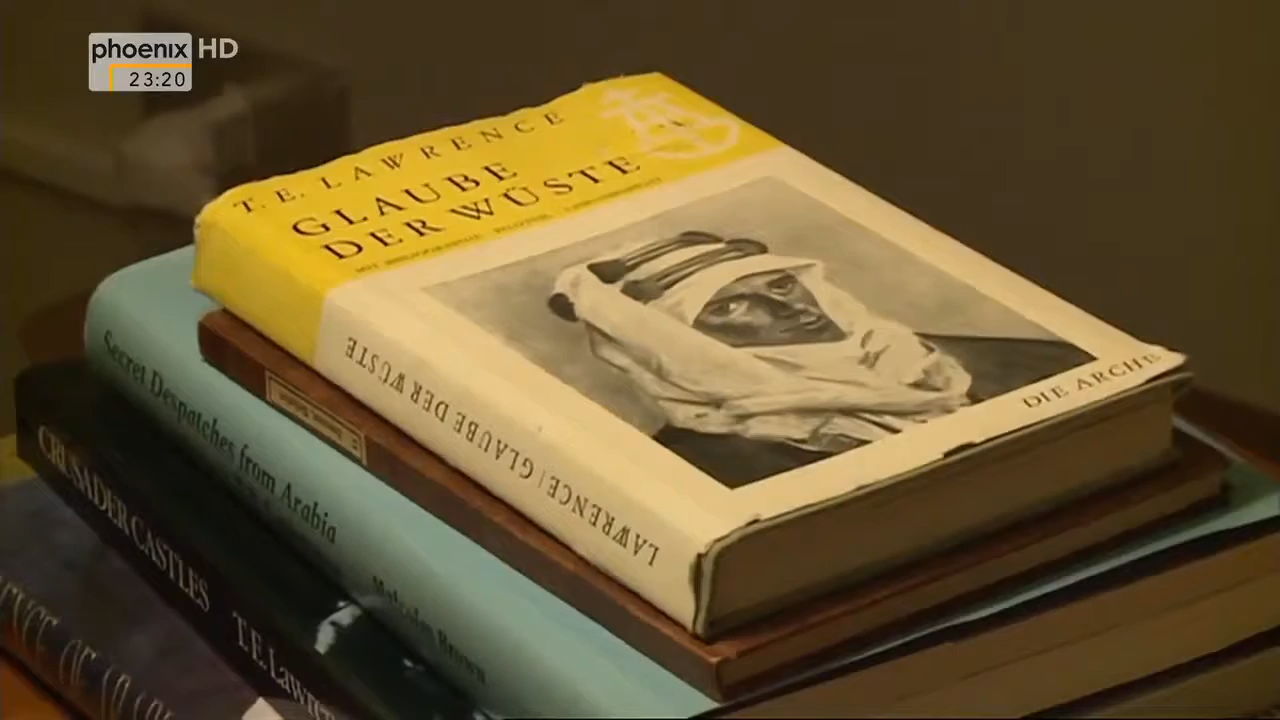 phoenix HD
23:20
T. E. LAWRENCE
GLAUBE
DER WÜSTE
DIE ARCHE
LAWRENCE / GLAUBE DER WÜSTE
Secret Despatches from Arabia
Malcolm Brown
CRUSADER CASTLES
T.E. Lawren